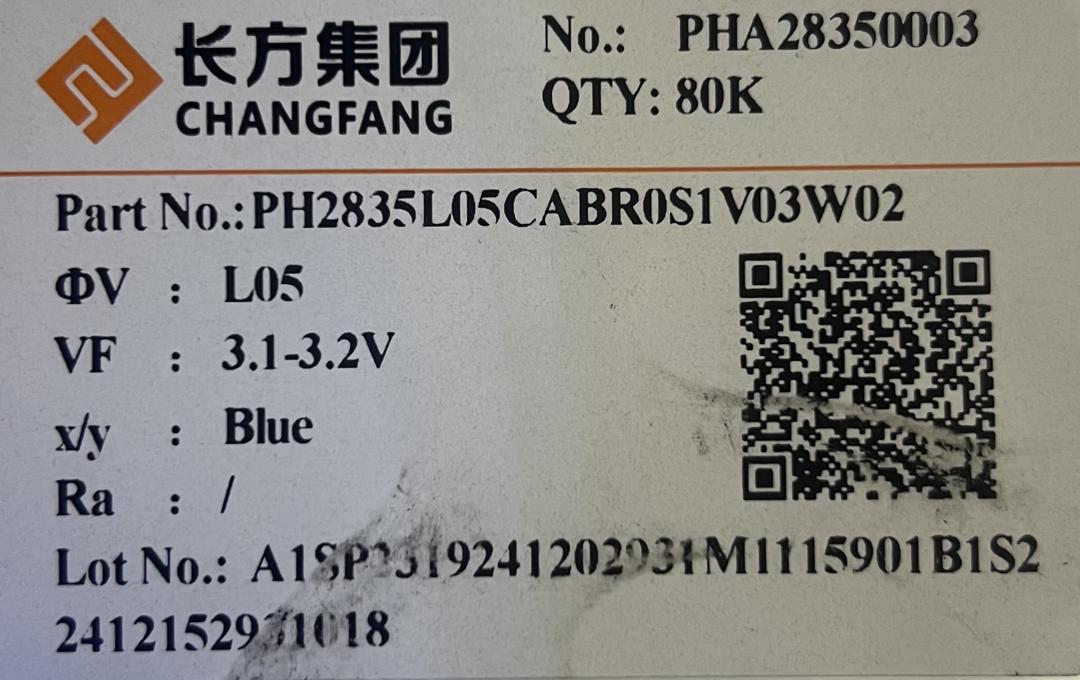 长方集团
CHANGFANG
No.: PHA28350003
QTY: 80K
Part No.:PH2835L05CABR0S1V03W02
ΦV : L05
VF : 3.1-3.2V
x/y : Blue
Ra : /
Lot No.: